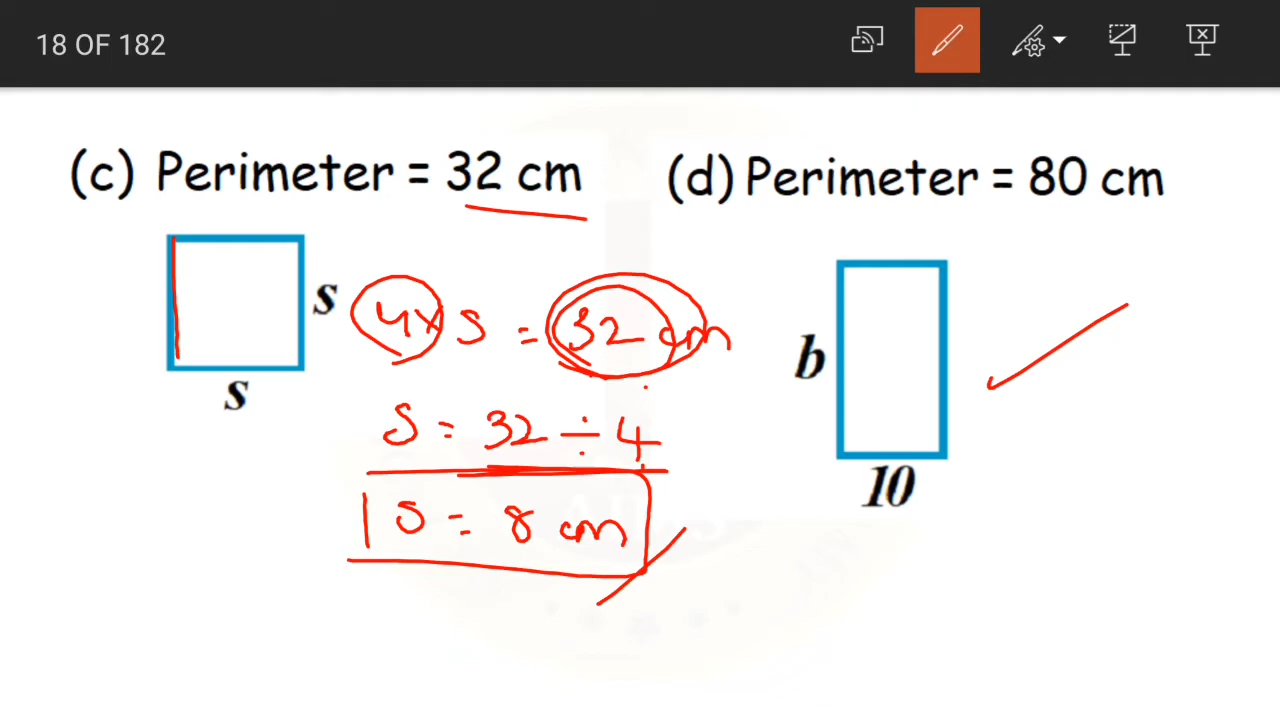 18 OF 182
(c) Perimeter = 32 cm
(d) Perimeter = 80 cm
s
s
4 × s = 32 cm
s = 32 ÷ 4
s = 8 cm
b
10